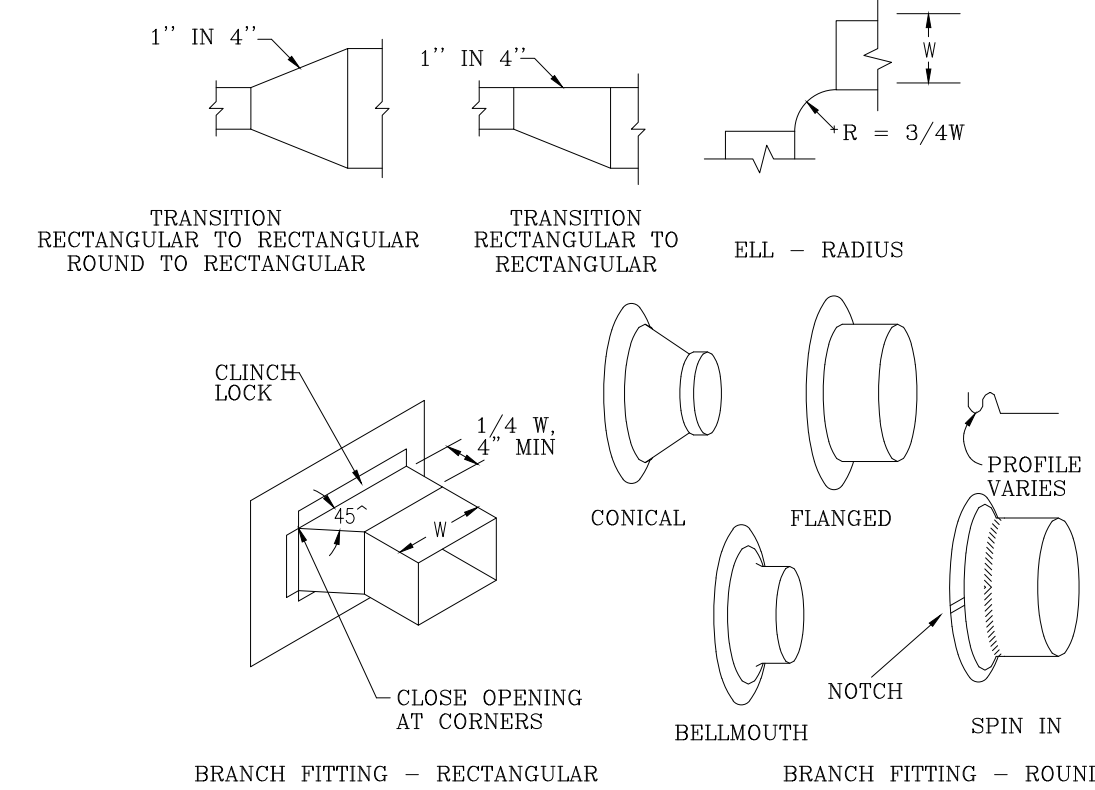 1'' IN 4''
1'' IN 4''
W
R = 3/4W
TRANSITION
RECTANGULAR TO RECTANGULAR
ROUND TO RECTANGULAR
TRANSITION
RECTANGULAR TO
RECTANGULAR
ELL - RADIUS
CLINCH
LOCK
1/4 W,
4" MIN
45^
W
CLOSE OPENING
AT CORNERS
BRANCH FITTING - RECTANGULAR
CONICAL
FLANGED
PROFILE
VARIES
BELLMOUTH
NOTCH
SPIN IN
BRANCH FITTING - ROUN